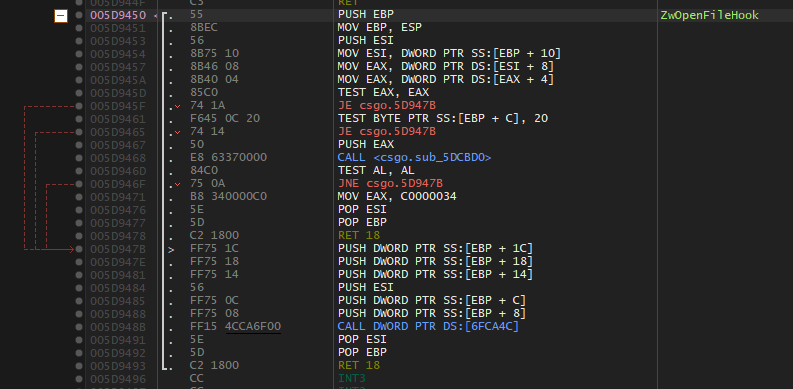 005D944F . C3 RET
005D9450 . 55 PUSH EBP ZwOpenFileHook
005D9451 . 8BEC MOV EBP, ESP
005D9453 . 56 PUSH ESI
005D9454 . 8B75 10 MOV ESI, DWORD PTR SS:[EBP + 10]
005D9457 . 8B46 08 MOV EAX, DWORD PTR DS:[ESI + 8]
005D945A . 8B40 04 MOV EAX, DWORD PTR DS:[EAX + 4]
005D945D . 85C0 TEST EAX, EAX
005D945F . 74 1A JE csgo.5D947B
005D9461 . F645 0C 20 TEST BYTE PTR SS:[EBP + C], 20
005D9465 . 74 14 JE csgo.5D947B
005D9467 . 50 PUSH EAX
005D9468 . E8 63370000 CALL <csgo.sub_5DCBD0>
005D946D . 84C0 TEST AL, AL
005D946F . 75 0A JNE csgo.5D947B
005D9471 . B8 340000C0 MOV EAX, C0000034
005D9476 . 5E POP ESI
005D9477 . 5D POP EBP
005D9478 . C2 1800 RET 18
005D947B > FF75 1C PUSH DWORD PTR SS:[EBP + 1C]
005D947E . FF75 18 PUSH DWORD PTR SS:[EBP + 18]
005D9481 . FF75 14 PUSH DWORD PTR SS:[EBP + 14]
005D9484 . 56 PUSH ESI
005D9485 . FF75 0C PUSH DWORD PTR SS:[EBP + C]
005D9488 . FF75 08 PUSH DWORD PTR SS:[EBP + 8]
005D948B . FF15 4CCA6F00 CALL DWORD PTR DS:[6FCA4C]
005D9491 . 5E POP ESI
005D9492 . 5D POP EBP
005D9493 . C2 1800 RET 18
005D9496 CC INT3